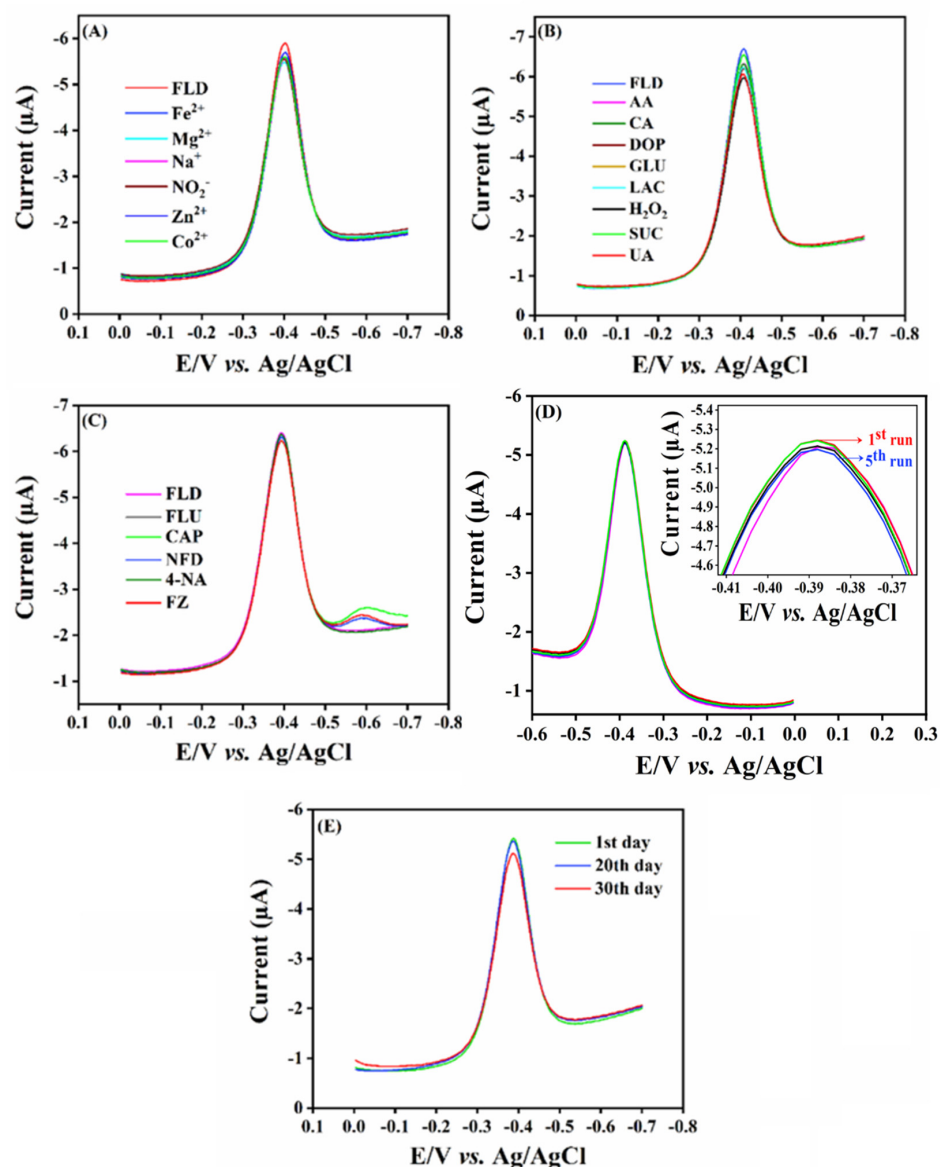 (A)
-6
-5
-4
-3
-2
-1
0
Current (µA)
FLD
Fe²⁺
Mg²⁺
Na⁺
NO₂⁻
Zn²⁺
Co²⁺
0.1 0.0 -0.1 -0.2 -0.3 -0.4 -0.5 -0.6 -0.7 -0.8
E/V vs. Ag/AgCl
(B)
-7
-6
-5
-4
-3
-2
-1
0
Current (µA)
FLD
AA
CA
DOP
GLU
LAC
H₂O₂
SUC
UA
0.1 0.0 -0.1 -0.2 -0.3 -0.4 -0.5 -0.6 -0.7 -0.8
E/V vs. Ag/AgCl
(C)
-7
-6
-5
-4
-3
-2
-1
Current (µA)
FLD
FLU
CAP
NFD
4-NA
FZ
0.1 0.0 -0.1 -0.2 -0.3 -0.4 -0.5 -0.6 -0.7 -0.8
E/V vs. Ag/AgCl
(D)
-6
-5
-4
-3
-2
-1
Current (µA)
-5.4
-5.3
-5.2
-5.1
-5.0
-4.9
-4.8
-4.7
-4.6
Current (µA)
1st run
5th run
-0.41 -0.40 -0.39 -0.38 -0.37
E/V vs. Ag/AgCl
-0.6 -0.5 -0.4 -0.3 -0.2 -0.1 0.0 0.1 0.2 0.3
E/V vs. Ag/AgCl
(E)
-6
-5
-4
-3
-2
-1
0
Current (µA)
1st day
20th day
30th day
0.1 0.0 -0.1 -0.2 -0.3 -0.4 -0.5 -0.6 -0.7 -0.8
E/V vs. Ag/AgCl